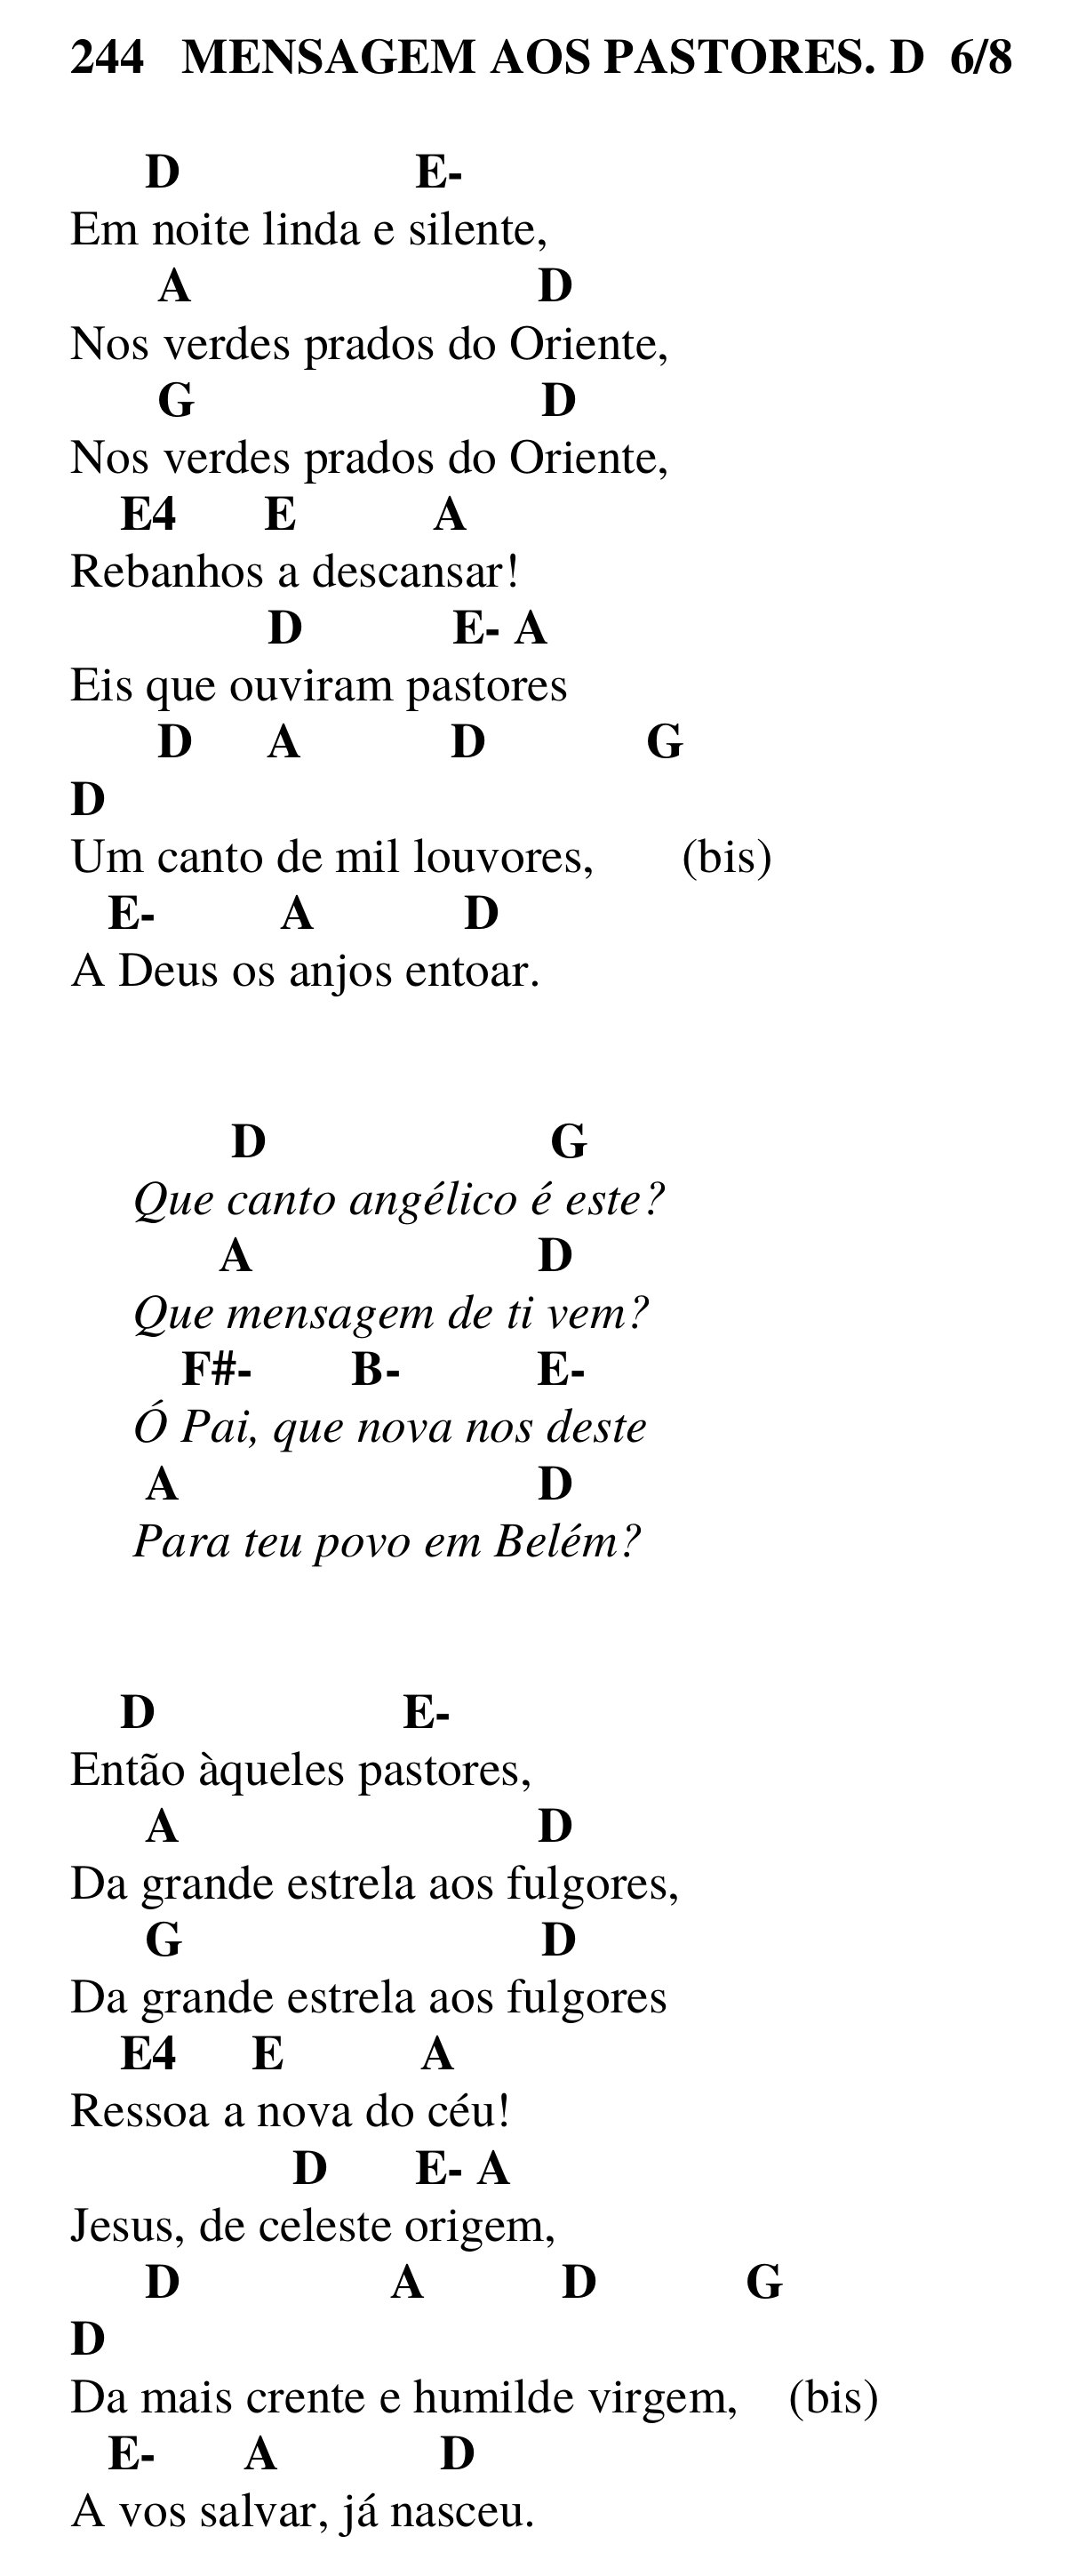 244   MENSAGEM AOS PASTORES. D  6/8
D                   E-
Em noite linda e silente,
A                            D
Nos verdes prados do Oriente,
G                            D
Nos verdes prados do Oriente,
E4       E           A
Rebanhos a descansar!
D            E- A
Eis que ouviram pastores
D      A            D             G
D
Um canto de mil louvores,       (bis)
E-          A            D
A Deus os anjos entoar.
D                       G
Que canto angélico é este?
A                       D
Que mensagem de ti vem?
F#-        B-           E-
Ó Pai, que nova nos deste
A                             D
Para teu povo em Belém?
D                    E-
Então àqueles pastores,
A                             D
Da grande estrela aos fulgores,
G                             D
Da grande estrela aos fulgores
E4      E           A
Ressoa a nova do céu!
D       E- A
Jesus, de celeste origem,
D                 A           D            G
D
Da mais crente e humilde virgem,    (bis)
E-       A             D
A vos salvar, já nasceu.